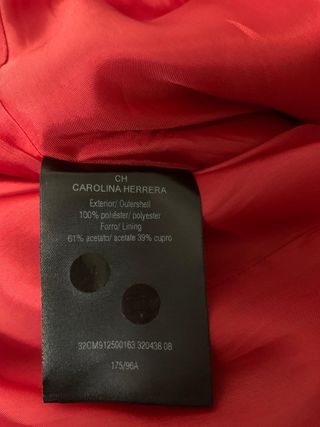 CH
CAROLINA HERRERA
Exterior/ Outershell
100% poliéster/ polyester
Forro/ Lining
61% acetato/ acetate 39% cupro
32CM912500163 320438 08
175/96A